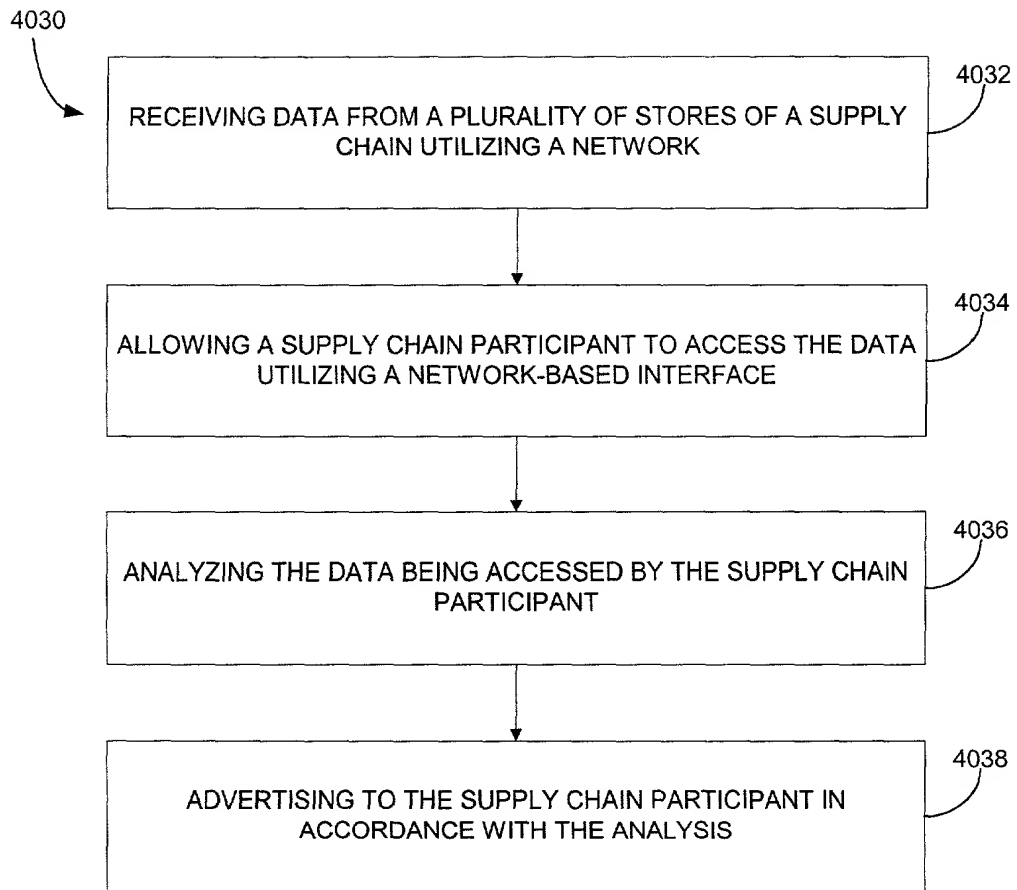 4030
4032
RECEIVING DATA FROM A PLURALITY OF STORES OF A SUPPLY
CHAIN UTILIZING A NETWORK
4034
ALLOWING A SUPPLY CHAIN PARTICIPANT TO ACCESS THE DATA
UTILIZING A NETWORK-BASED INTERFACE
4036
ANALYZING THE DATA BEING ACCESSED BY THE SUPPLY CHAIN
PARTICIPANT
4038
ADVERTISING TO THE SUPPLY CHAIN PARTICIPANT IN
ACCORDANCE WITH THE ANALYSIS